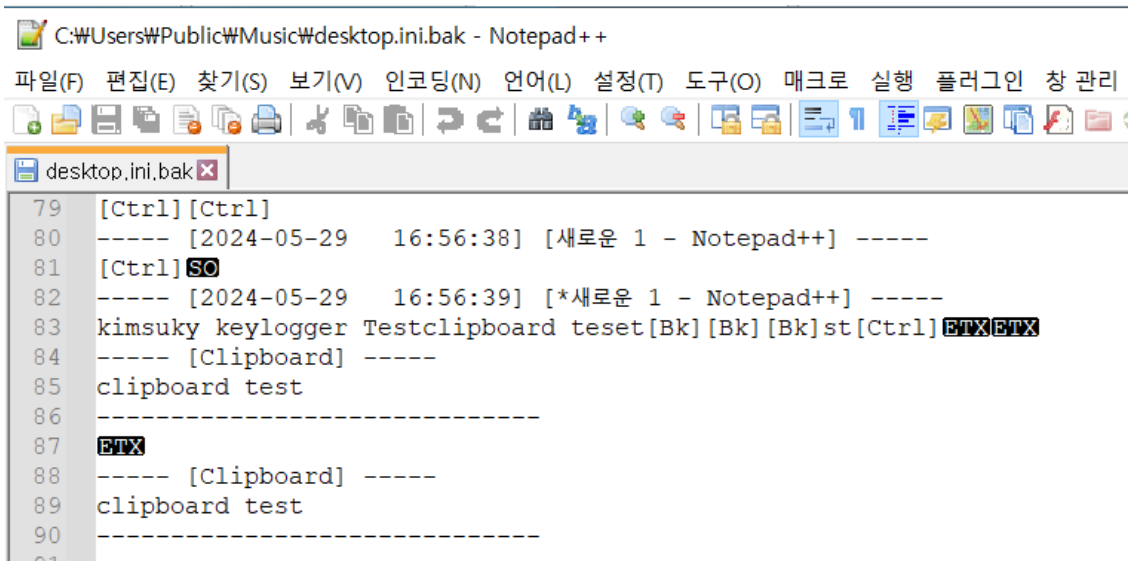 C:₩Users₩Public₩Music₩desktop.ini.bak - Notepad++
파일(F) 편집(E) 찾기(S) 보기(V) 인코딩(N) 언어(L) 설정(T) 도구(O) 매크로 실행 플러그인 창 관리
desktop.ini.bak
79 [Ctrl][Ctrl]
80 ----- [2024-05-29   16:56:38] [새로운 1 - Notepad++] -----
81 [Ctrl]SO
82 ----- [2024-05-29   16:56:39] [*새로운 1 - Notepad++] -----
83 kimsuky keylogger Testclipboard teset[Bk][Bk][Bk]st[Ctrl]ETXETX
84 ----- [Clipboard] -----
85 clipboard test
86 ------------------------------
87 ETX
88 ----- [Clipboard] -----
89 clipboard test
90 ------------------------------